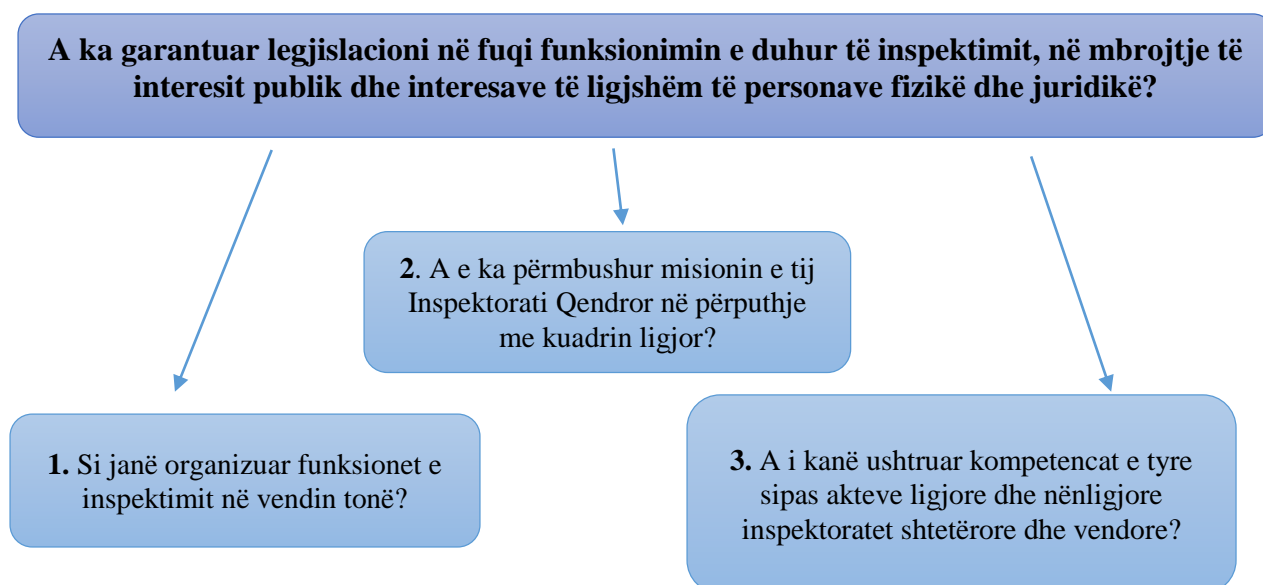 A ka garantuar legjislacioni në fuqi funksionimin e duhur të inspektimit, në mbrojtje të
interesit publik dhe interesave të ligjshëm të personave fizikë dhe juridikë?
1. Si janë organizuar funksionet e
inspektimit në vendin tonë?
2. A e ka përmbushur misionin e tij
Inspektorati Qendror në përputhje
me kuadrin ligjor?
3. A i kanë ushtruar kompetencat e tyre
sipas akteve ligjore dhe nënligjore
inspektoratet shtetërore dhe vendore?